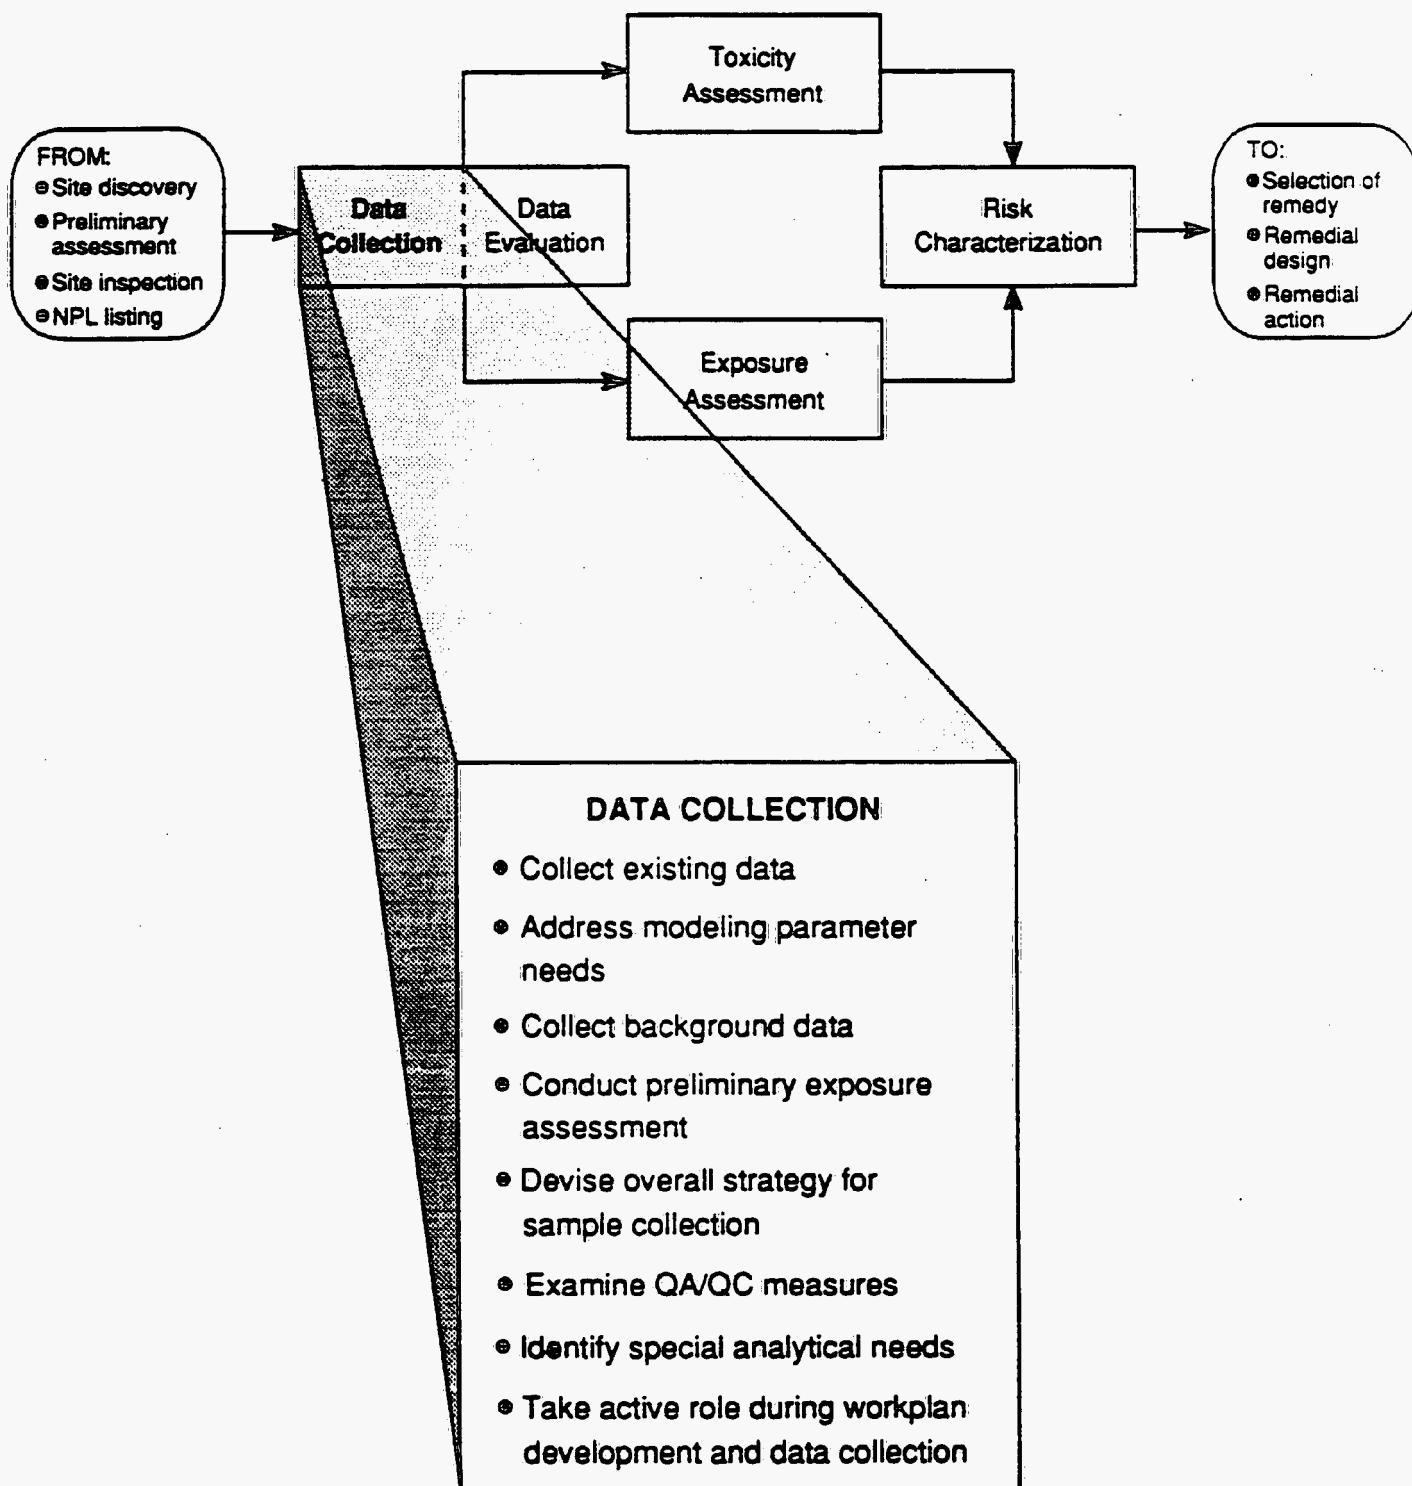 Toxicity
Assessment
FROM:
Site discovery
Preliminary
assessment
Site inspection
NPL listing
Data
Collection
Data
Evaluation
Risk
Characterization
TO:
Selection of
remedy
Remedial
design
Remedial
action
Exposure
Assessment
DATA COLLECTION
Collect existing data
Address modeling parameter
needs
Collect background data
Conduct preliminary exposure
assessment
Devise overall strategy for
sample collection
Examine QA/QC measures
Identify special analytical needs
Take active role during workplan
development and data collection